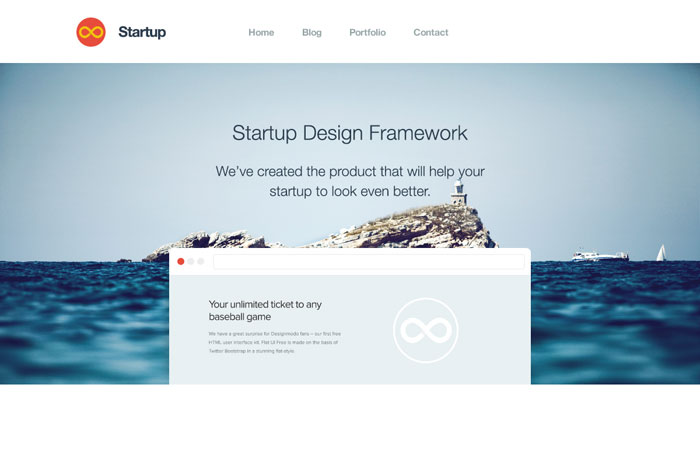 Startup
Home
Blog
Portfolio
Contact
Startup Design Framework
We've created the product that will help your
startup to look even better.
Your unlimited ticket to any
baseball game
We have a great surprise for Designmodo fans – our first free
HTML user interface kit. Flat UI Free is made on the basis of
Twitter Bootstrap in a stunning flat-style.